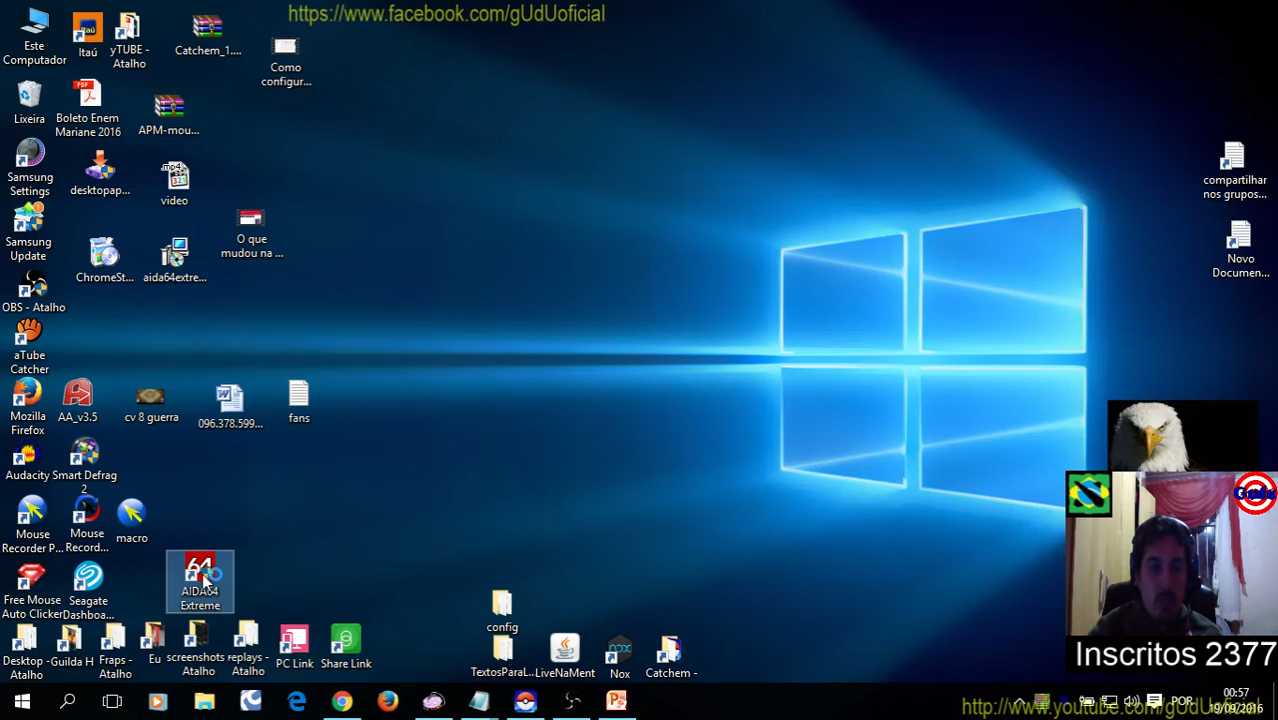 https://www.facebook.com/gUdUoficial
Este
Computador
Itaú
yTUBE -
Atalho
Catchem_1....
Como
configur...
Lixeira
Boleto Enem
Mariane 2016
APM-mou...
Samsung
Settings
desktopap...
.mp4
321
video
compartilhar
nos grupos...
Samsung
Update
ChromeSt...
aida64extre...
O que
mudou na ...
Novo
Documen...
OBS - Atalho
aTube
Catcher
Mozilla
Firefox
AA_v3.5
cv 8 guerra
096.378.599...
fans
Audacity
Smart Defrag
2
Mouse
Recorder P...
Mouse
Record...
macro
Gudu
Free Mouse
Auto Clicker
Seagate
Dashboa...
64
AIDA64
Extreme
config
Desktop -
Atalho
Guilda H
Fraps -
Atalho
Eu
screenshots
- Atalho
replays -
Atalho
PC Link
Share Link
TextosParaL...
LiveNaMent
Nox
Catchem -
Inscritos 2377
POR
00:57
19/09/2016
http://www.youtube.com/gUdUoficial